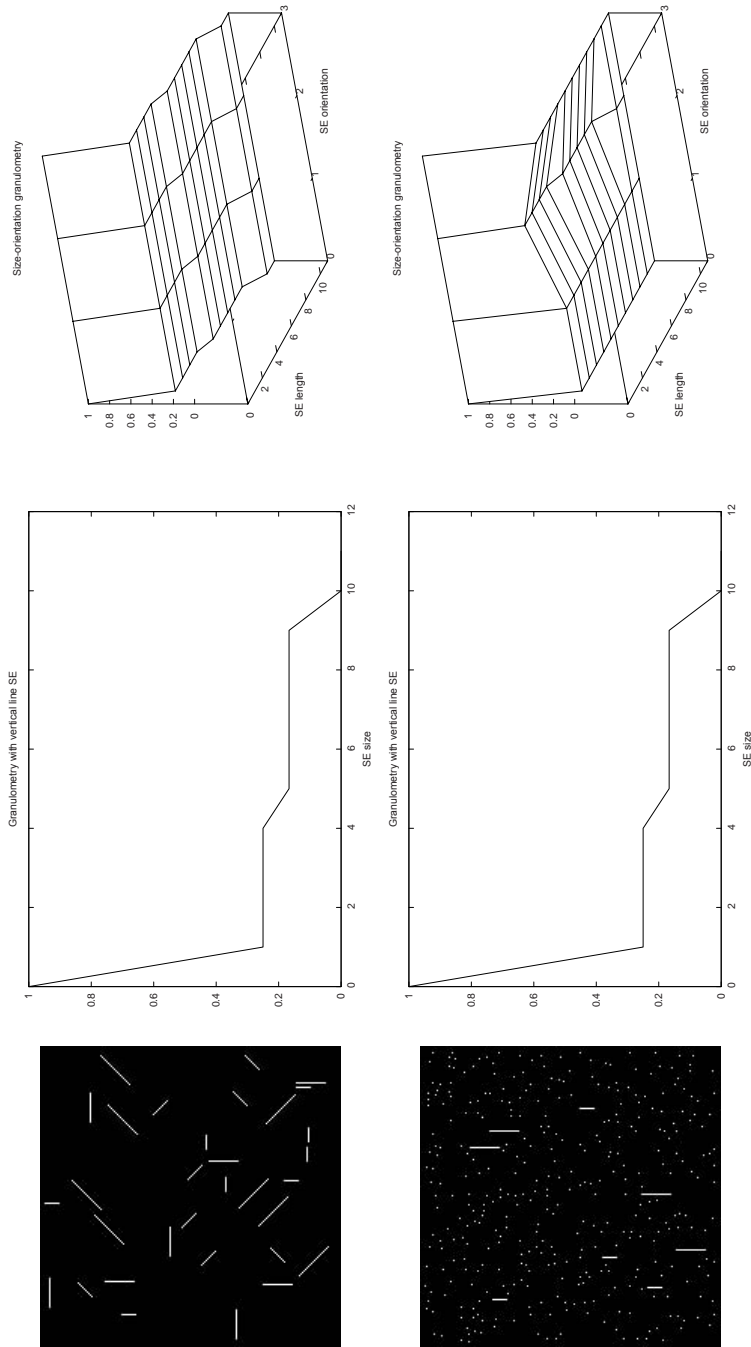 Granulometry with vertical line SE
1
0.8
0.6
0.4
0.2
0
0 2 4 6 8 10 12
SE size
Size-orientation granulometry
1
0.8
0.6
0.4
0.2
0
0 2 4 6 8 10
SE length
0 1 2 3
SE orientation
Granulometry with vertical line SE
1
0.8
0.6
0.4
0.2
0
0 2 4 6 8 10 12
SE size
Size-orientation granulometry
1
0.8
0.6
0.4
0.2
0
0 2 4 6 8 10
SE length
0 1 2 3
SE orientation